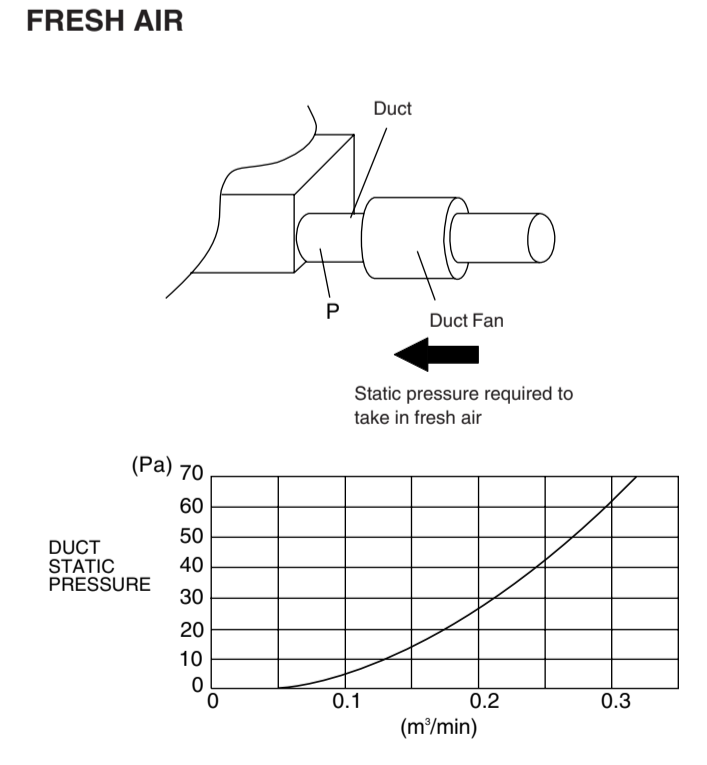 FRESH AIR
Duct
P
Duct Fan
Static pressure required to
take in fresh air
(Pa)
70
60
50
40
30
20
10
0
DUCT
STATIC
PRESSURE
0 0.1 0.2 0.3
(m³/min)